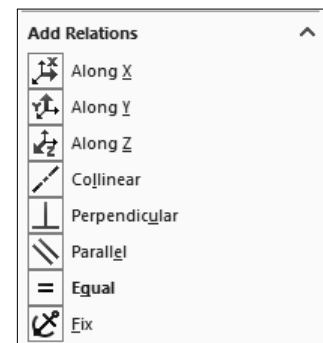 Add Relations
Along X
Along Y
Along Z
Collinear
Perpendicular
Parallel
Equal
Fix